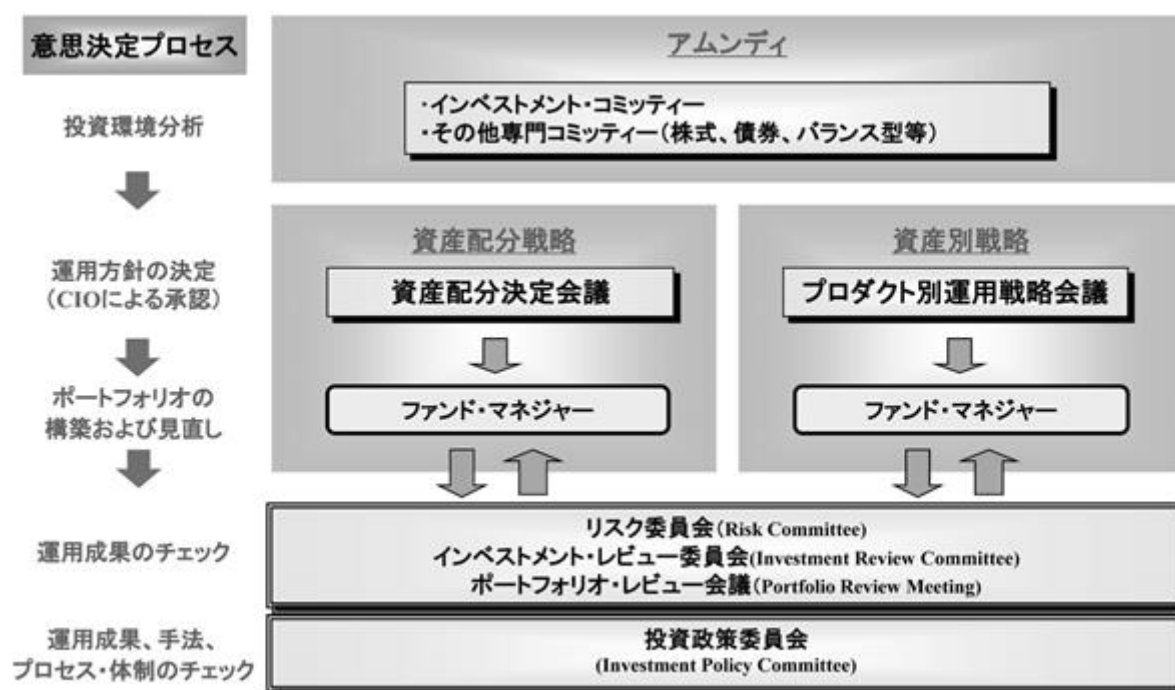 意思決定プロセス
アムンディ
投資環境分析
・インベストメント・コミッティー
・その他専門コミッティー(株式、債券、バランス型等)
運用方針の決定
(CIOによる承認)
資産配分戦略
資産配分決定会議
資産別戦略
プロダクト別運用戦略会議
ポートフォリオの
構築および見直し
ファンド・マネジャー
ファンド・マネジャー
運用成果のチェック
リスク委員会(Risk Committee)
インベストメント・レビュー委員会(Investment Review Committee)
ポートフォリオ・レビュー会議(Portfolio Review Meeting)
運用成果、手法、
プロセス・体制のチェック
投資政策委員会
(Investment Policy Committee)